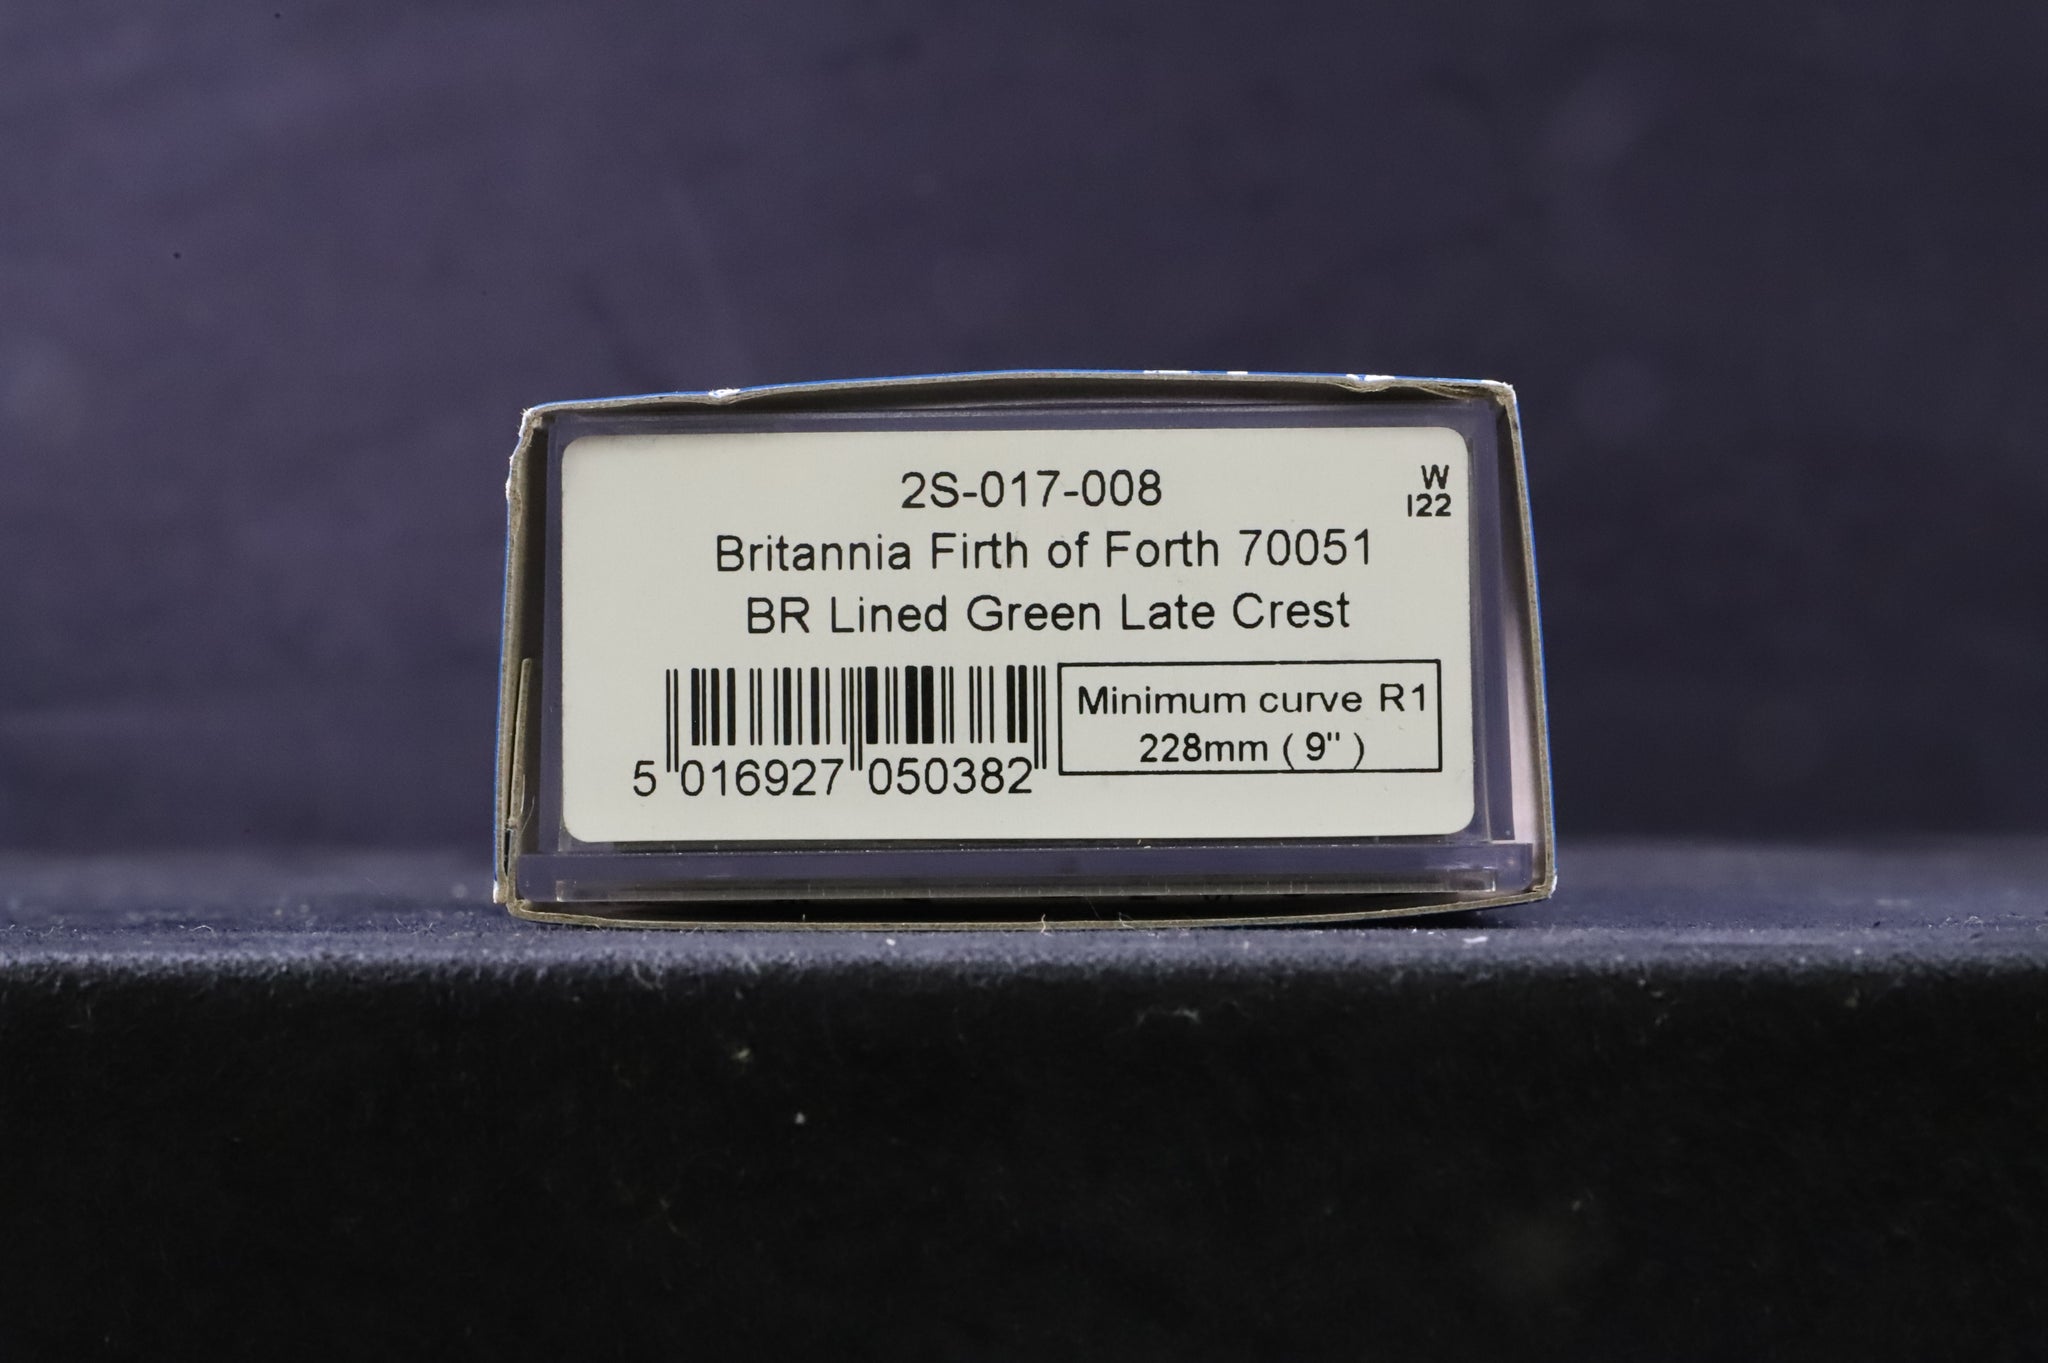 2S-017-008
W
122
Britannia Firth of Forth 70051
BR Lined Green Late Crest
Minimum curve R1
228mm ( 9" )
5 016927 050382